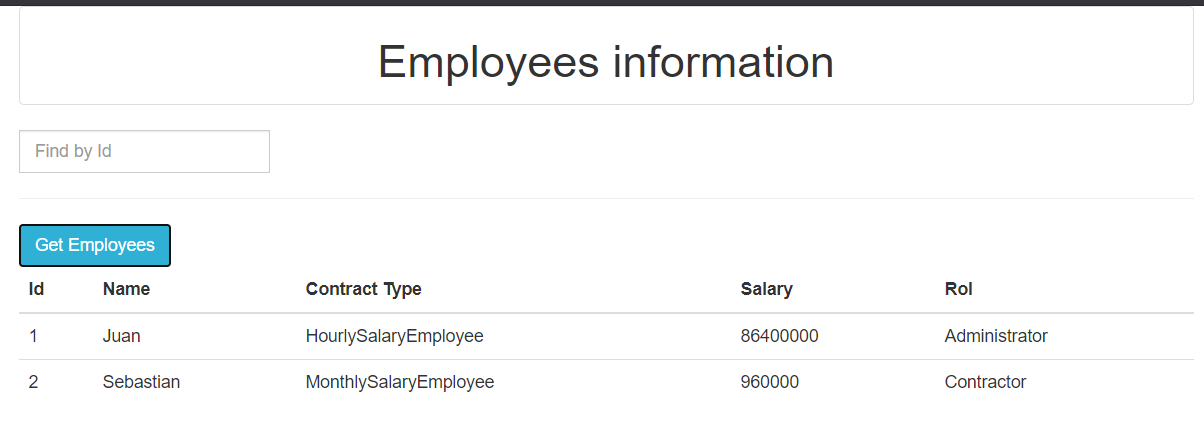 Employees information
Find by Id
Get Employees
Id Name Contract Type Salary Rol
1 Juan HourlySalaryEmployee 86400000 Administrator
2 Sebastian MonthlySalaryEmployee 960000 Contractor